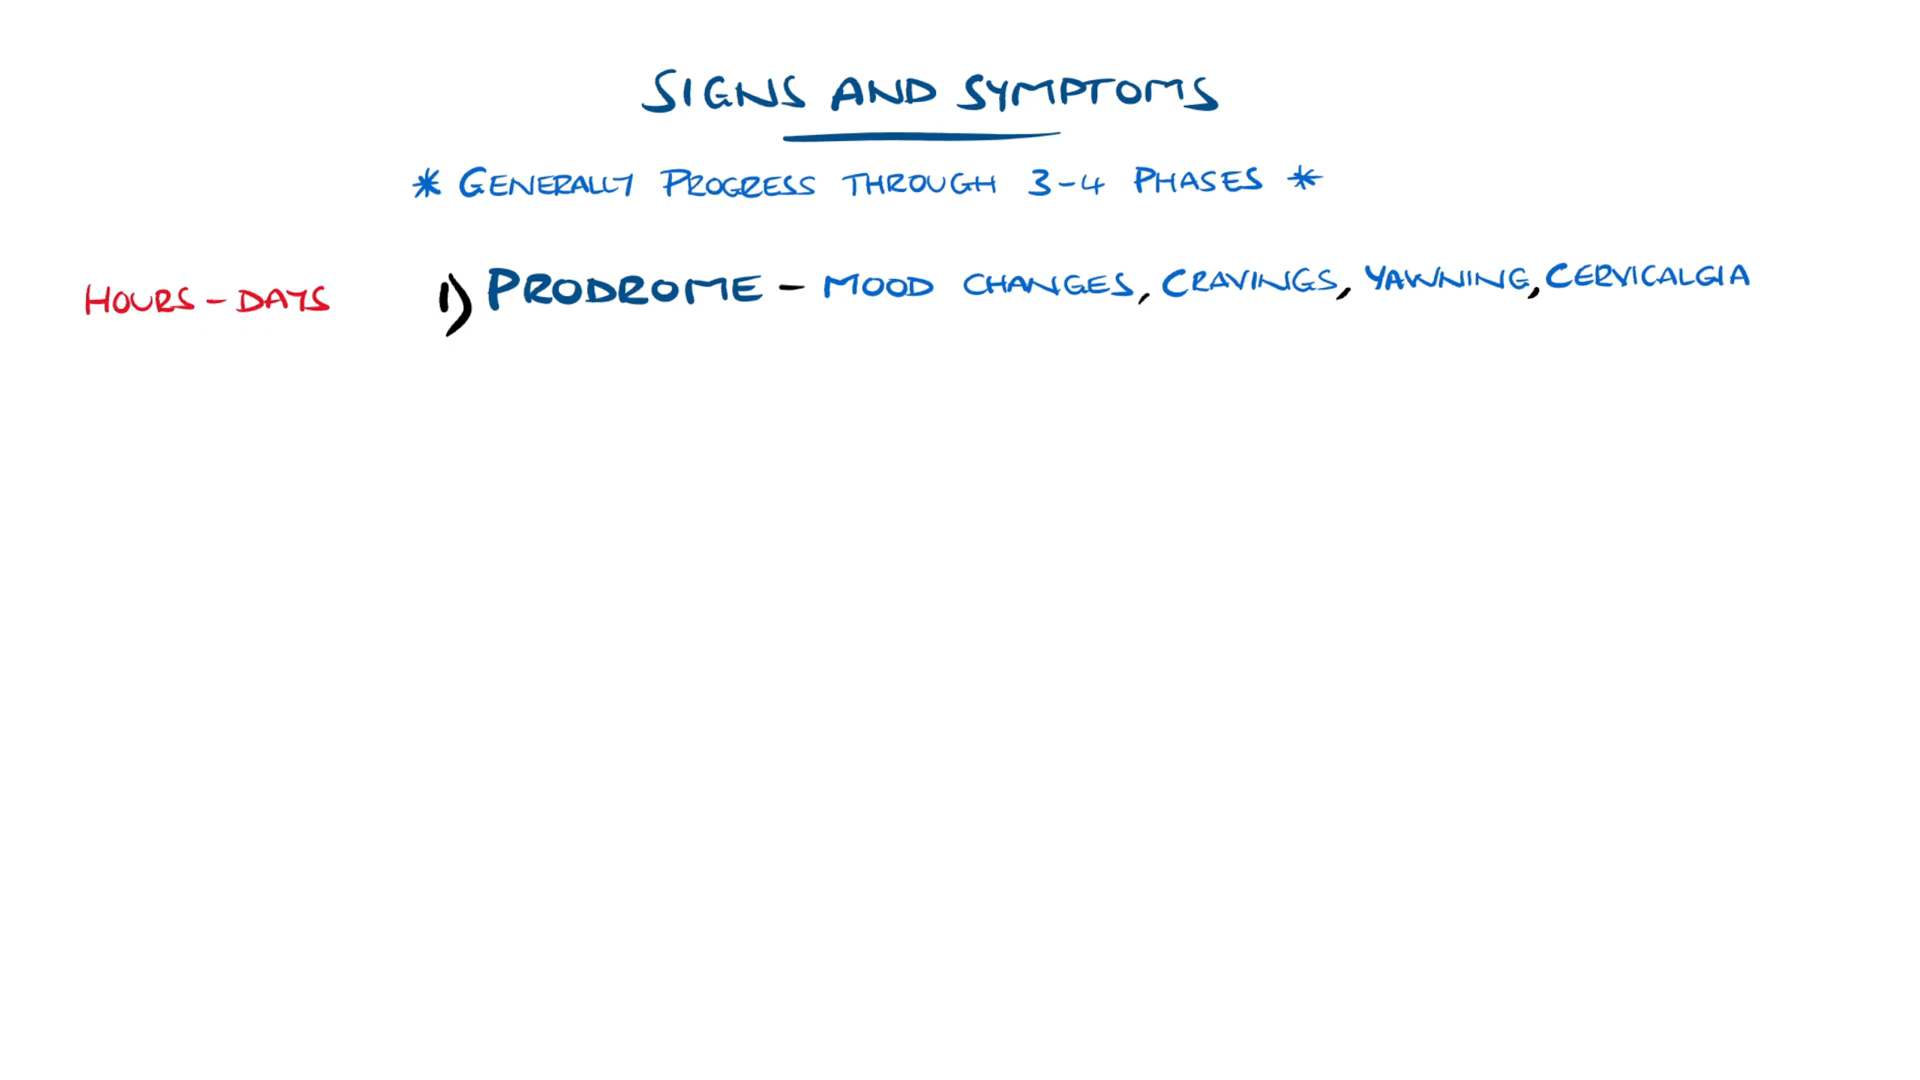 SIGNS AND SYMPTOMS
* GENERALLY PROGRESS THROUGH 3-4 PHASES *
HOURS - DAYS 1) PRODROME - MOOD CHANGES, CRAVINGS, YAWNING, CERVICALGIA